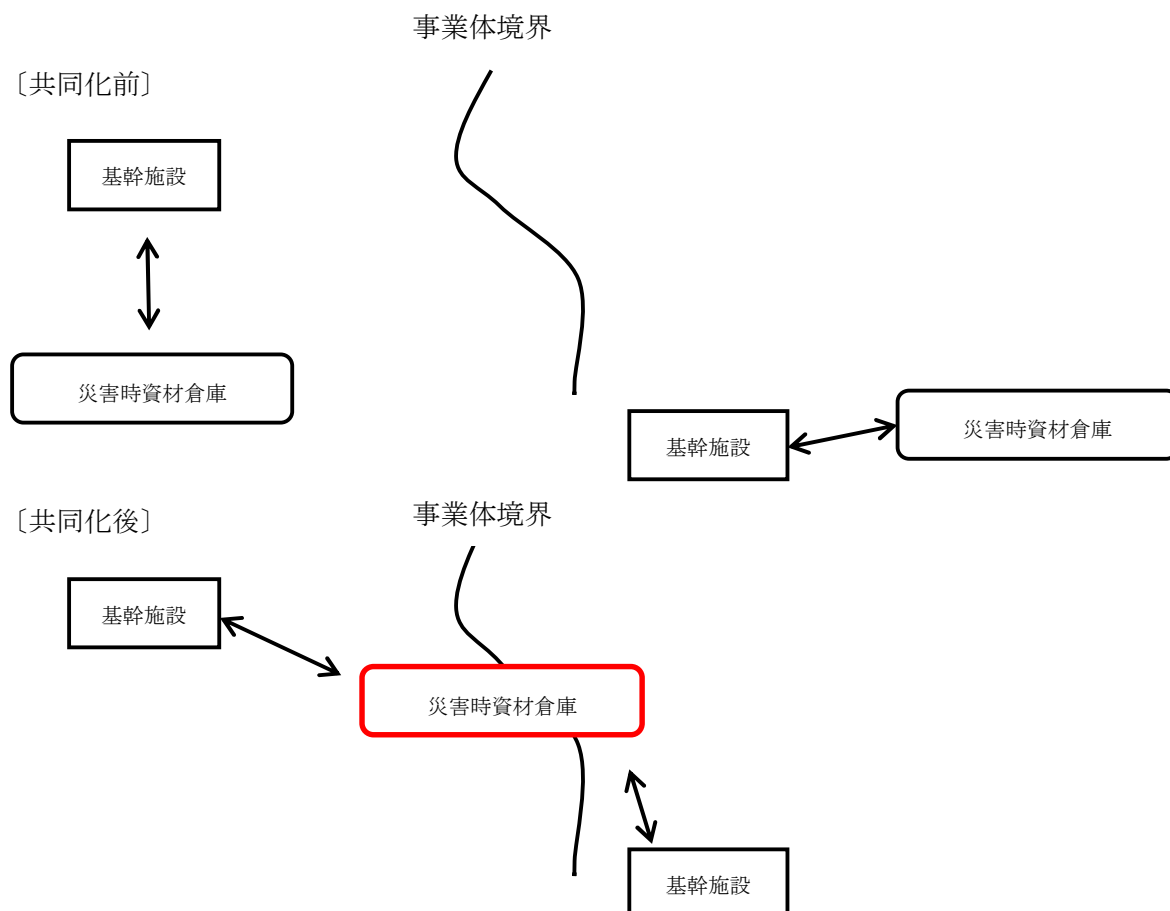 事業体境界
〔共同化前〕
基幹施設
災害時資材倉庫
基幹施設
災害時資材倉庫
〔共同化後〕
事業体境界
基幹施設
災害時資材倉庫
基幹施設